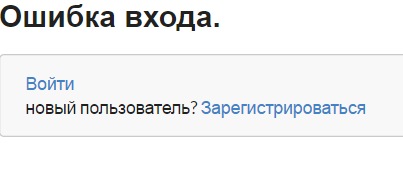 Ошибка входа.
Войти
новый пользователь? Зарегистрироваться